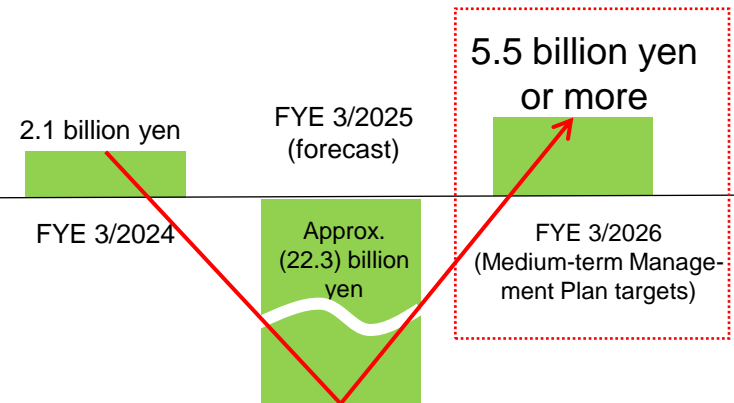 2.1 billion yen
FYE 3/2024
FYE 3/2025
(forecast)
Approx.
(22.3) billion
yen
5.5 billion yen
or more
FYE 3/2026
(Medium-term Manage-
ment Plan targets)